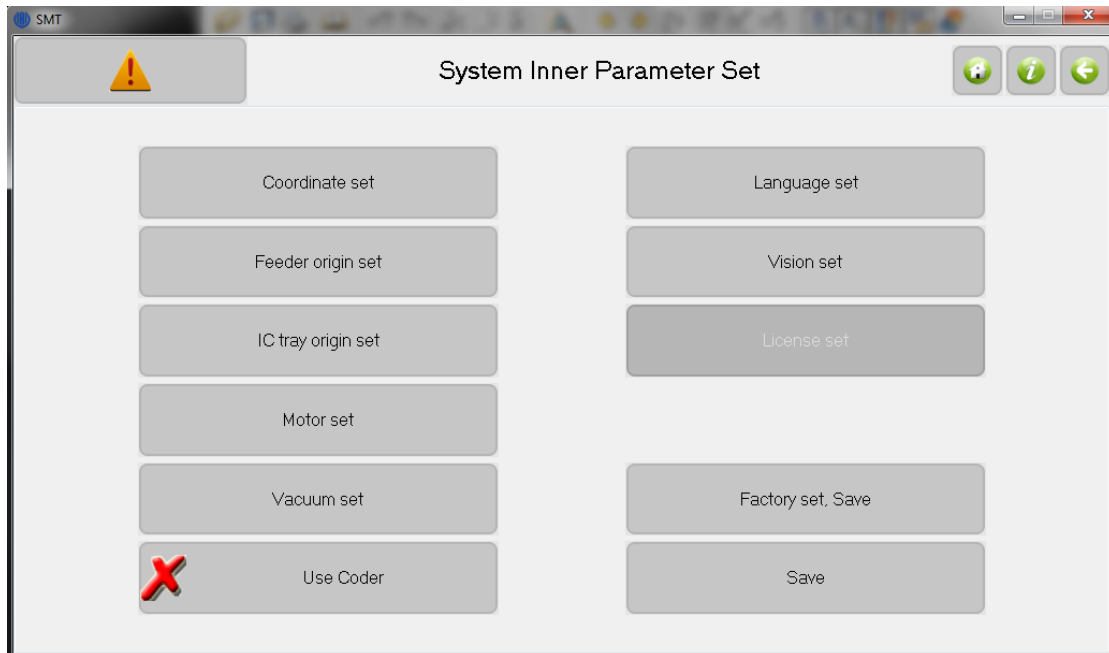 SMT
System Inner Parameter Set
Coordinate set
Language set
Feeder origin set
Vision set
IC tray origin set
License set
Motor set
Vacuum set
Factory set, Save
Use Coder
Save